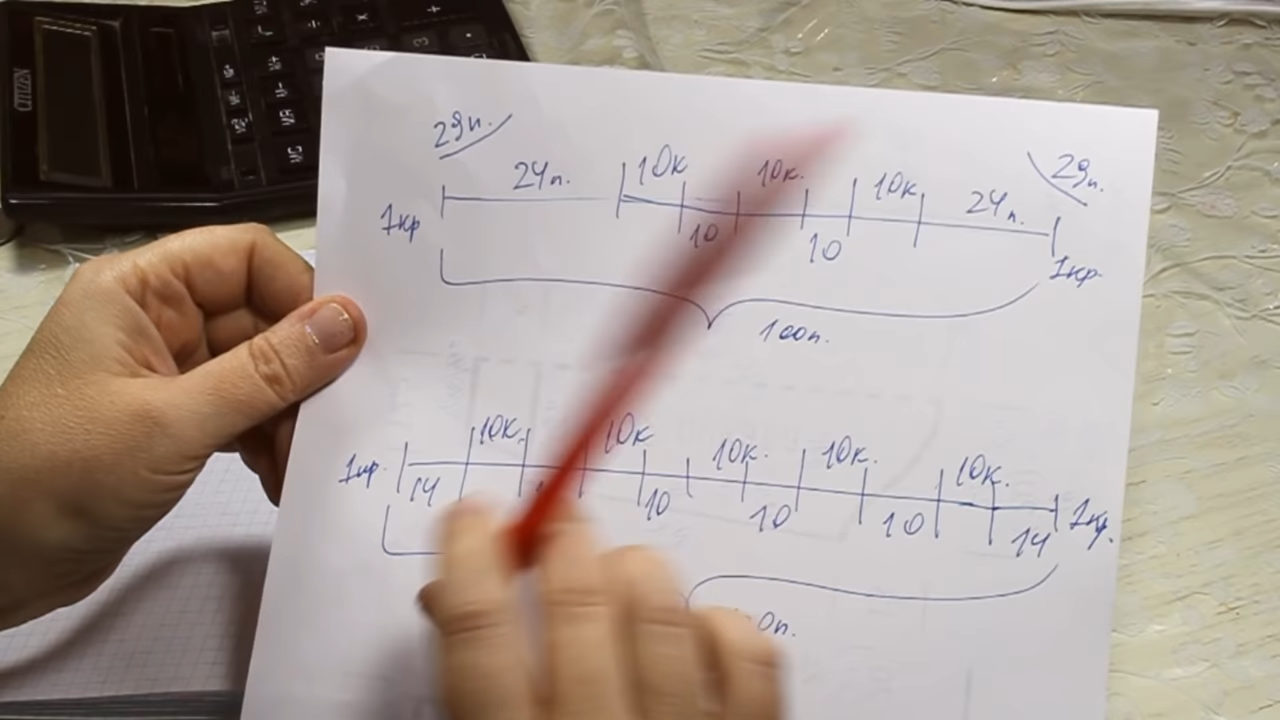 CITIZEN
29п. 29п.
24п. 10к 10к. 10к 24п.
1кр 10 10 1кр.
100п.
10к. 10к 10к. 10к. 10к.
1кр. 14 10 10 10 14 1кр.